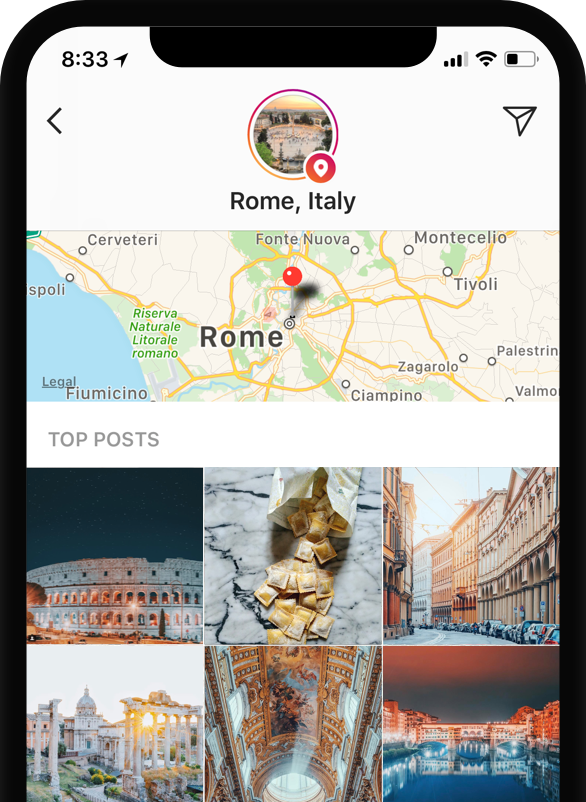 8:33
Rome, Italy
Cerveteri
Fonte Nuova
Montecelio
spoli
Tivoli
Riserva
Naturale
Litorale
romano
Rome
Palestrin
Zagarolo
Legal
Fiumicino
Ciampino
Valmo
TOP POSTS